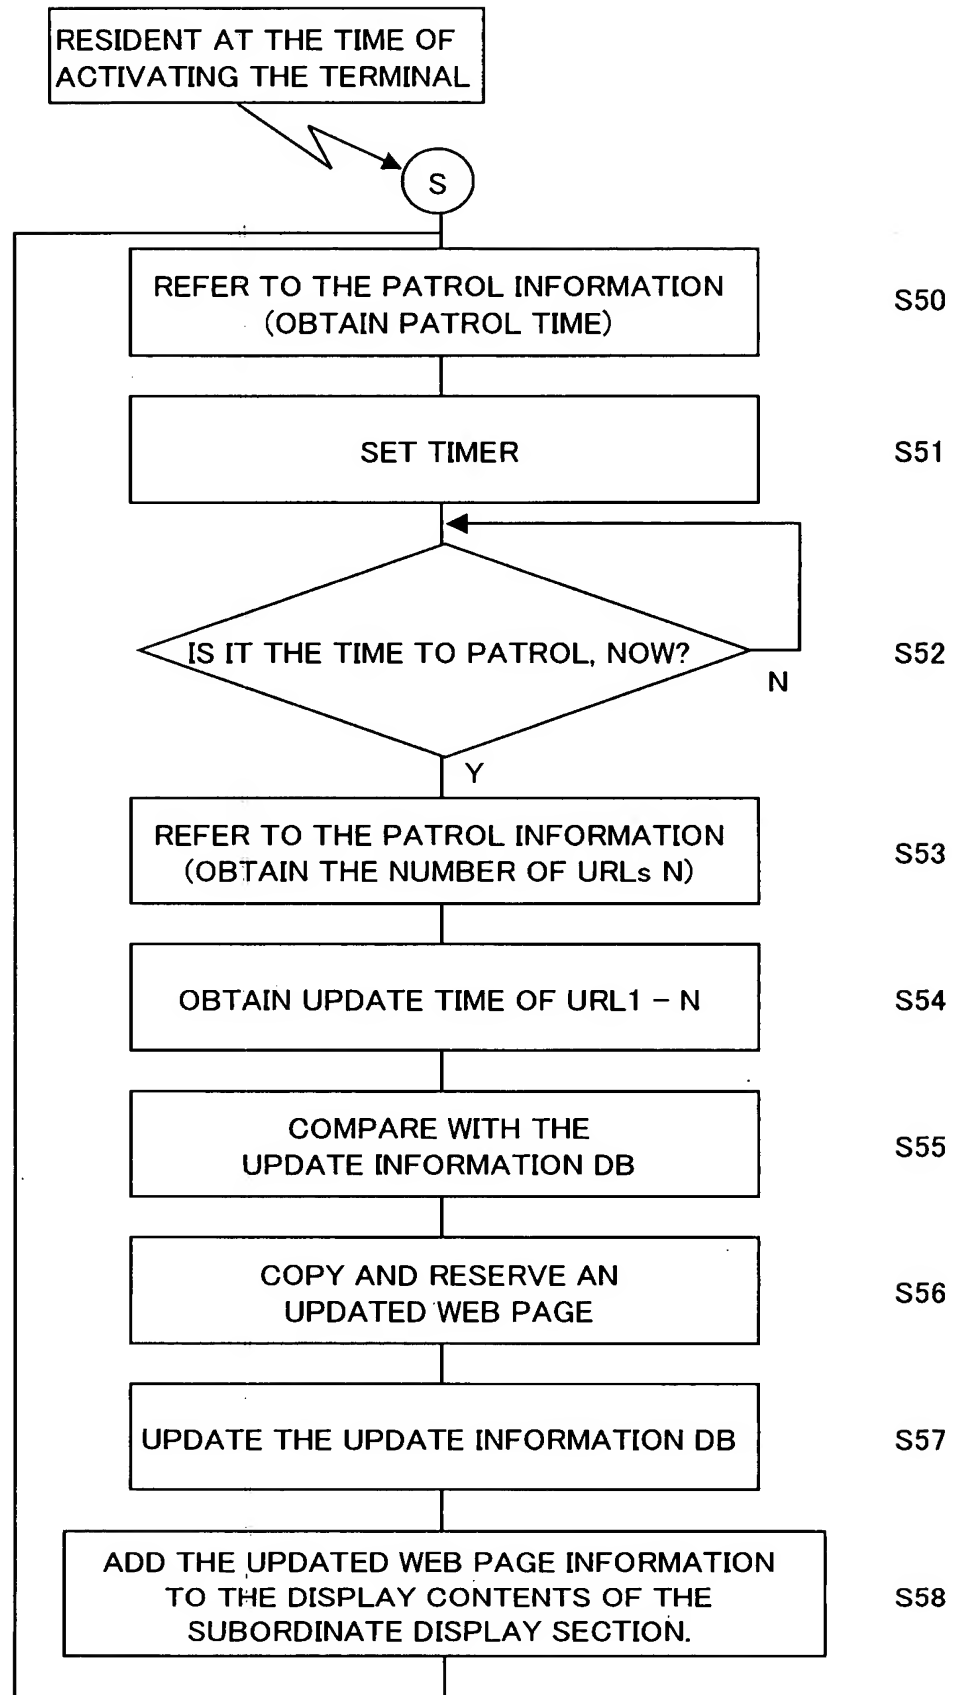 RESIDENT AT THE TIME OF
ACTIVATING THE TERMINAL
S
REFER TO THE PATROL INFORMATION
(OBTAIN PATROL TIME)
S50
SET TIMER
S51
IS IT THE TIME TO PATROL, NOW?
S52
N
Y
REFER TO THE PATROL INFORMATION
(OBTAIN THE NUMBER OF URLs N)
S53
OBTAIN UPDATE TIME OF URL1 – N
S54
COMPARE WITH THE
UPDATE INFORMATION DB
S55
COPY AND RESERVE AN
UPDATED WEB PAGE
S56
UPDATE THE UPDATE INFORMATION DB
S57
ADD THE UPDATED WEB PAGE INFORMATION
TO THE DISPLAY CONTENTS OF THE
SUBORDINATE DISPLAY SECTION.
S58